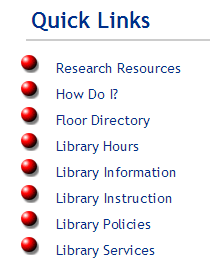 Quick Links
Research Resources
How Do I?
Floor Directory
Library Hours
Library Information
Library Instruction
Library Policies
Library Services